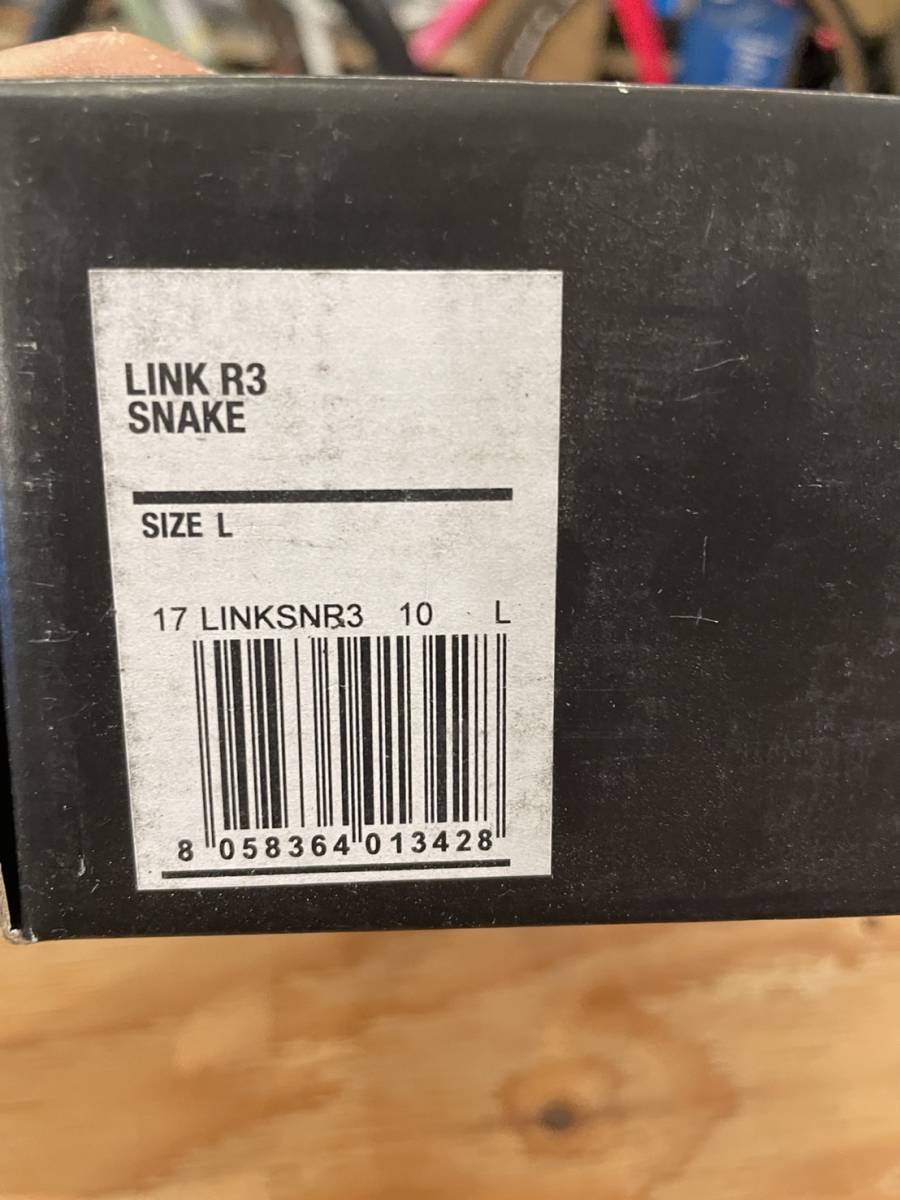 LINK R3
SNAKE
SIZE L
17 LINKSNR3 10 L
8 058364 013428